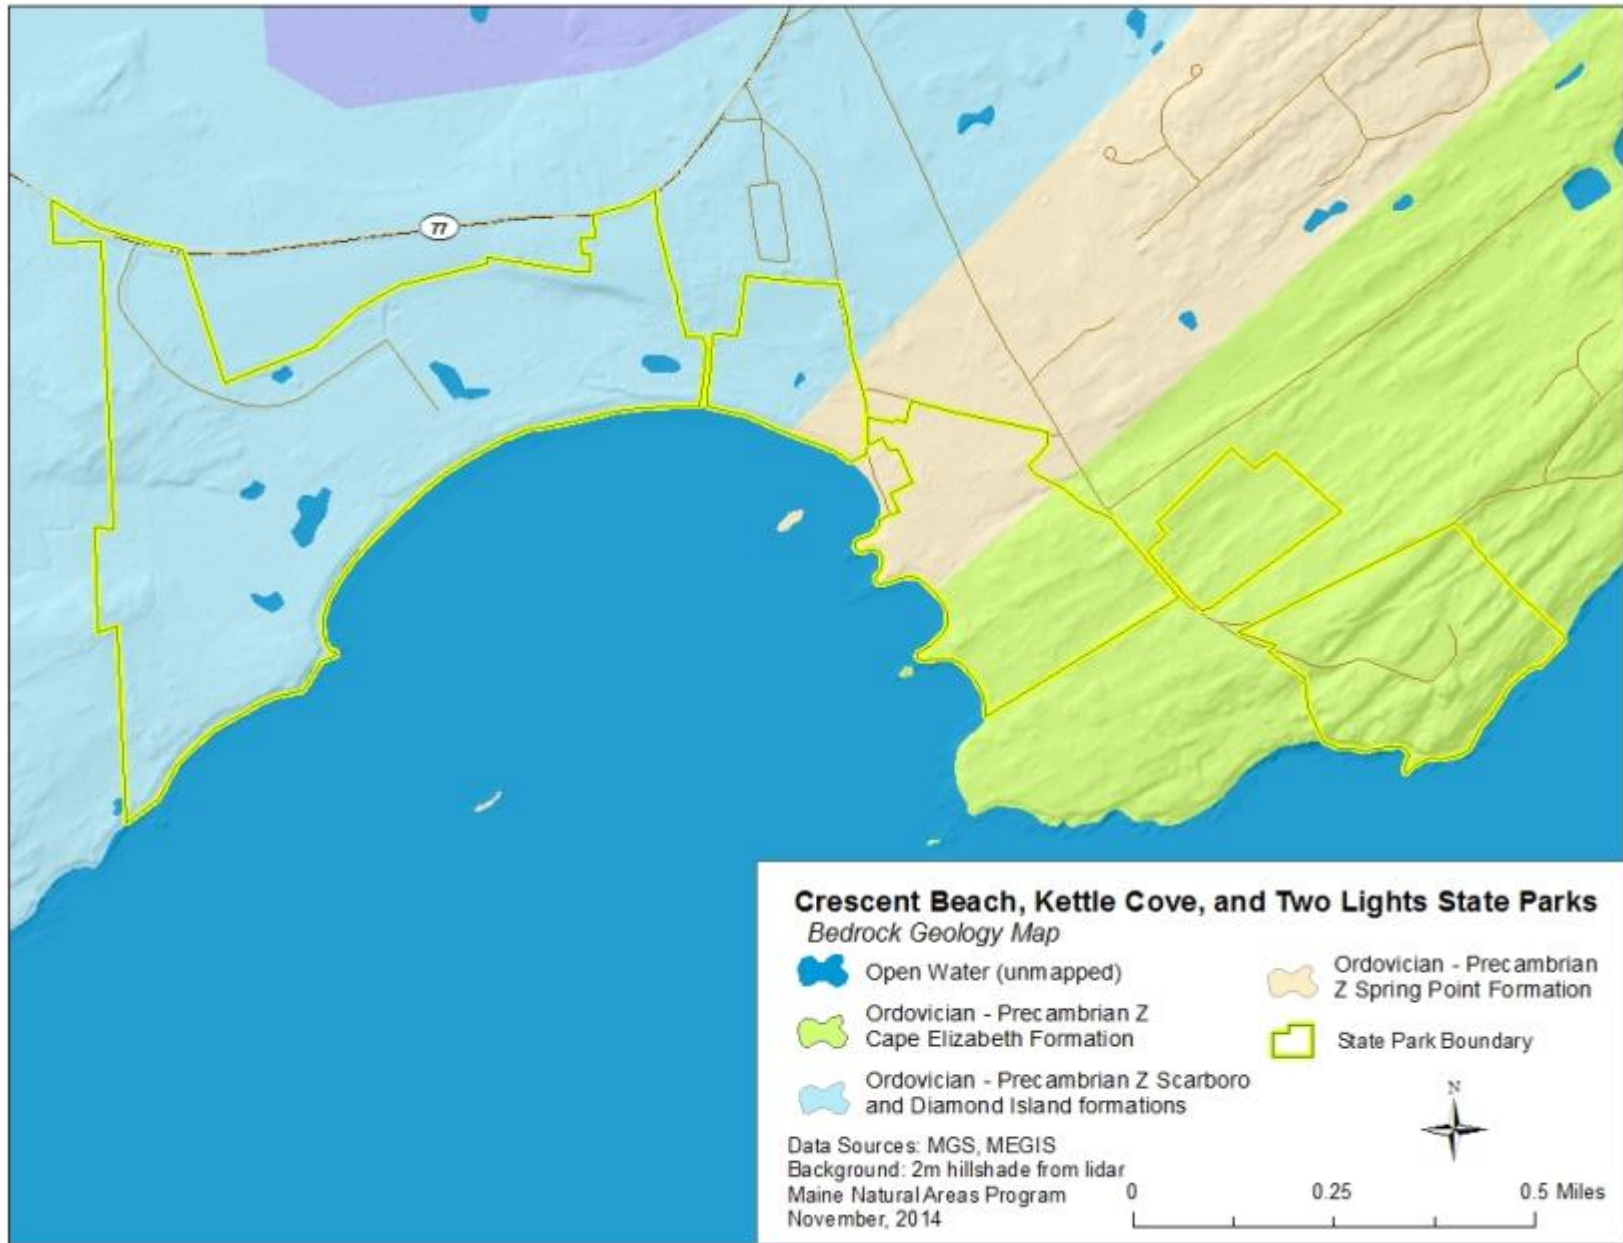 77
Crescent Beach, Kettle Cove, and Two Lights State Parks
Bedrock Geology Map
Open Water (unmapped)
Ordovician - Precambrian Z
Cape Elizabeth Formation
Ordovician - Precambrian Z Scarboro
and Diamond Island formations
Ordovician - Precambrian
Z Spring Point Formation
State Park Boundary
N
Data Sources: MGS, MEGIS
Background: 2m hillshade from lidar
Maine Natural Areas Program
November, 2014
0 0.25 0.5 Miles